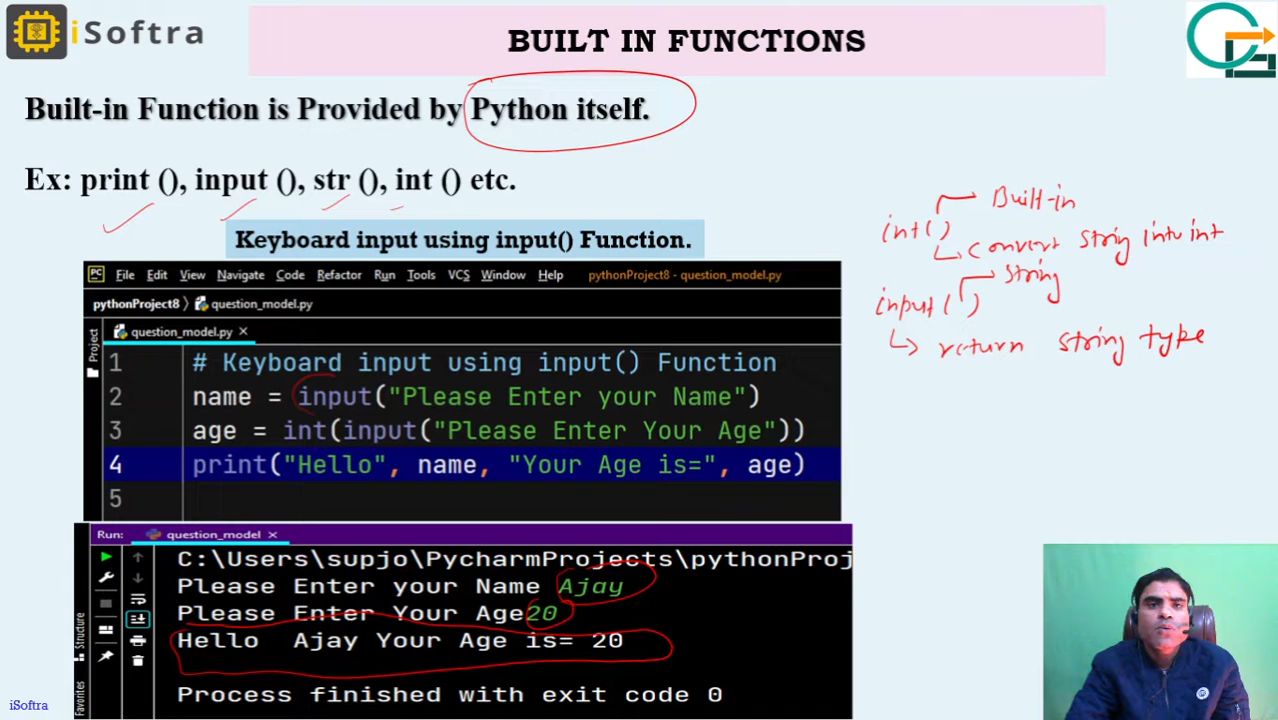 iSoftra
BUILT IN FUNCTIONS
Built-in Function is Provided by Python itself.
Ex: print (), input (), str (), int () etc.
Keyboard input using input() Function.
int()
Built-in
Convert String into int
input()
String
return string type
PC File Edit View Navigate Code Refactor Run Tools VCS Window Help pythonProject8 - question_model.py
pythonProject8 question_model.py
question_model.py
Project
1 # Keyboard input using input() Function
2 name = input("Please Enter your Name")
3 age = int(input("Please Enter Your Age"))
4 print("Hello", name, "Your Age is=", age)
5
Run: question_model
C:\Users\supjo\PycharmProjects\pythonProj
Please Enter your Name Ajay
Please Enter Your Age20
Hello  Ajay Your Age is= 20
Process finished with exit code 0
Structure
Favorites
iSoftra